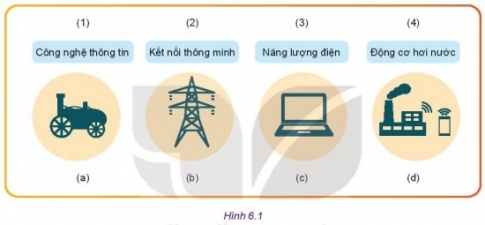 (1) (2) (3) (4)
Công nghệ thông tin Kết nối thông minh Năng lượng điện Động cơ hơi nước
(a) (b) (c) (d)
Hình 6.1